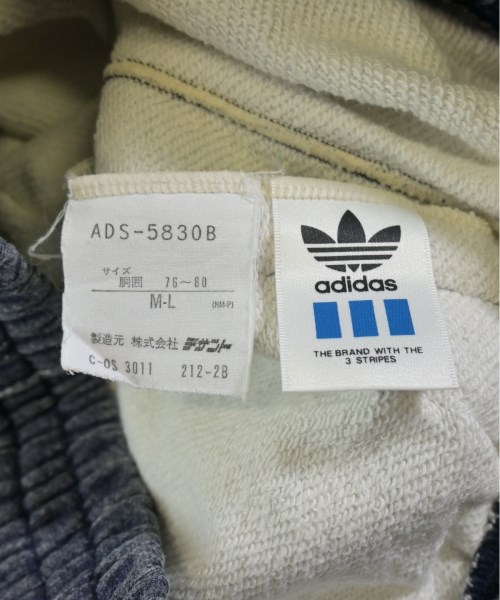 ADS-5830B
サイズ
胴囲 76～80
M-L (NM-P)
製造元 株式会社 デサント
C-OS 3011 212-2B
adidas
THE BRAND WITH THE
3 STRIPES